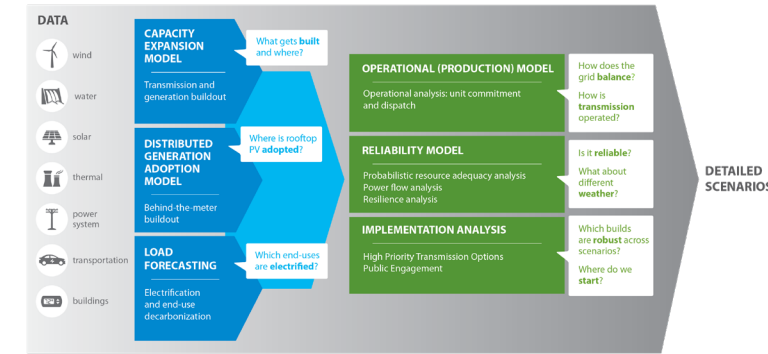 DATA
wind
water
solar
thermal
power
system
transportation
buildings
CAPACITY
EXPANSION
MODEL
Transmission and
generation buildout
What gets built
and where?
DISTRIBUTED
GENERATION
ADOPTION
MODEL
Behind-the-meter
buildout
Where is rooftop
PV adopted?
LOAD
FORECASTING
Electrification
and end-use
decarbonization
Which end-uses
are electrified?
OPERATIONAL (PRODUCTION) MODEL
Operational analysis: unit commitment
and dispatch
How does the
grid balance?
How is
transmission
operated?
RELIABILITY MODEL
Probabilistic resource adequacy analysis
Power flow analysis
Resilience analysis
Is it reliable?
What about
different
weather?
IMPLEMENTATION ANALYSIS
High Priority Transmission Options
Public Engagement
Which builds
are robust across
scenarios?
Where do we
start?
DETAILED
SCENARIOS